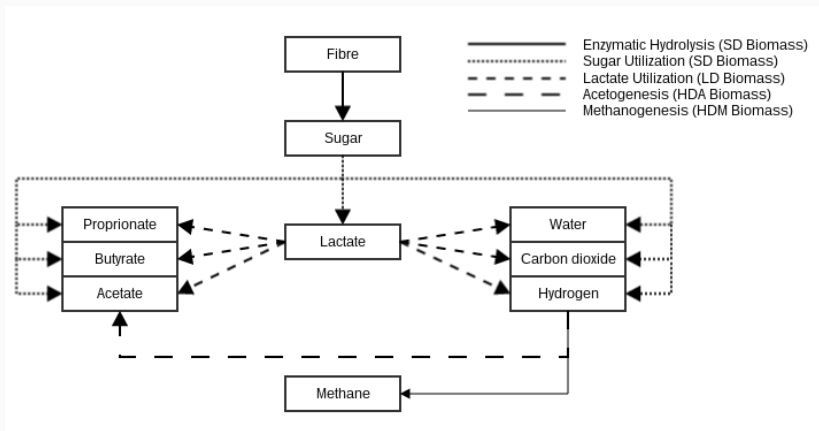 Fibre
Enzymatic Hydrolysis (SD Biomass)
Sugar Utilization (SD Biomass)
Lactate Utilization (LD Biomass)
Acetogenesis (HDA Biomass)
Methanogenesis (HDM Biomass)
Sugar
Proprionate
Butyrate
Acetate
Lactate
Water
Carbon dioxide
Hydrogen
Methane